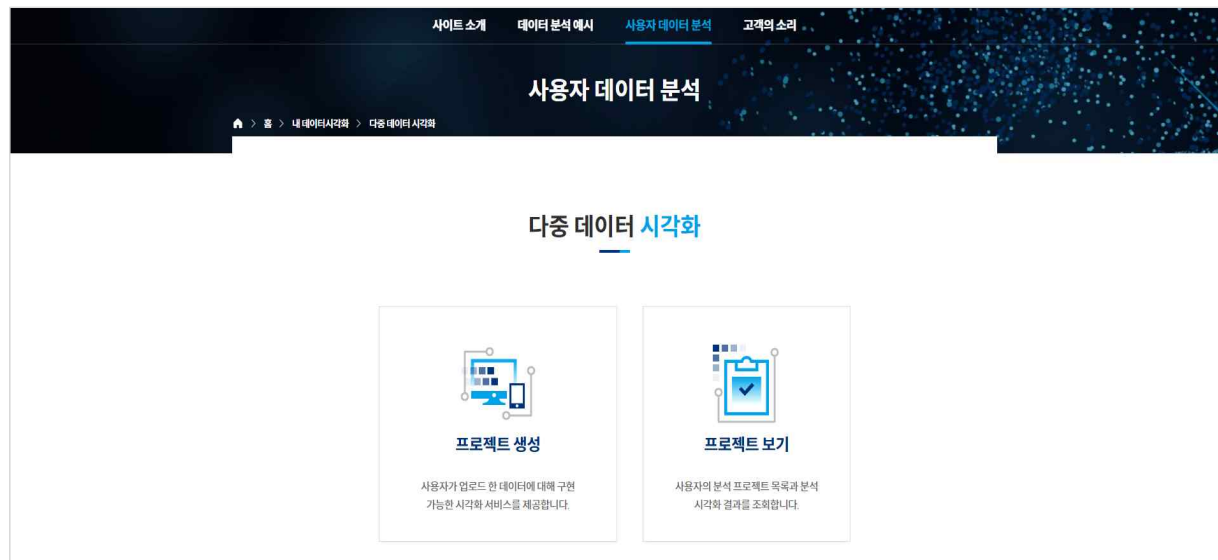 사이트 소개 데이터 분석 예시 사용자 데이터 분석 고객의 소리
사용자 데이터 분석
홈 > 내 데이터시각화 > 다중 데이터 시각화
다중 데이터 시각화
프로젝트 생성
사용자가 업로드 한 데이터에 대해 구현
가능한 시각화 서비스를 제공합니다.
프로젝트 보기
사용자의 분석 프로젝트 목록과 분석
시각화 결과를 조회합니다.